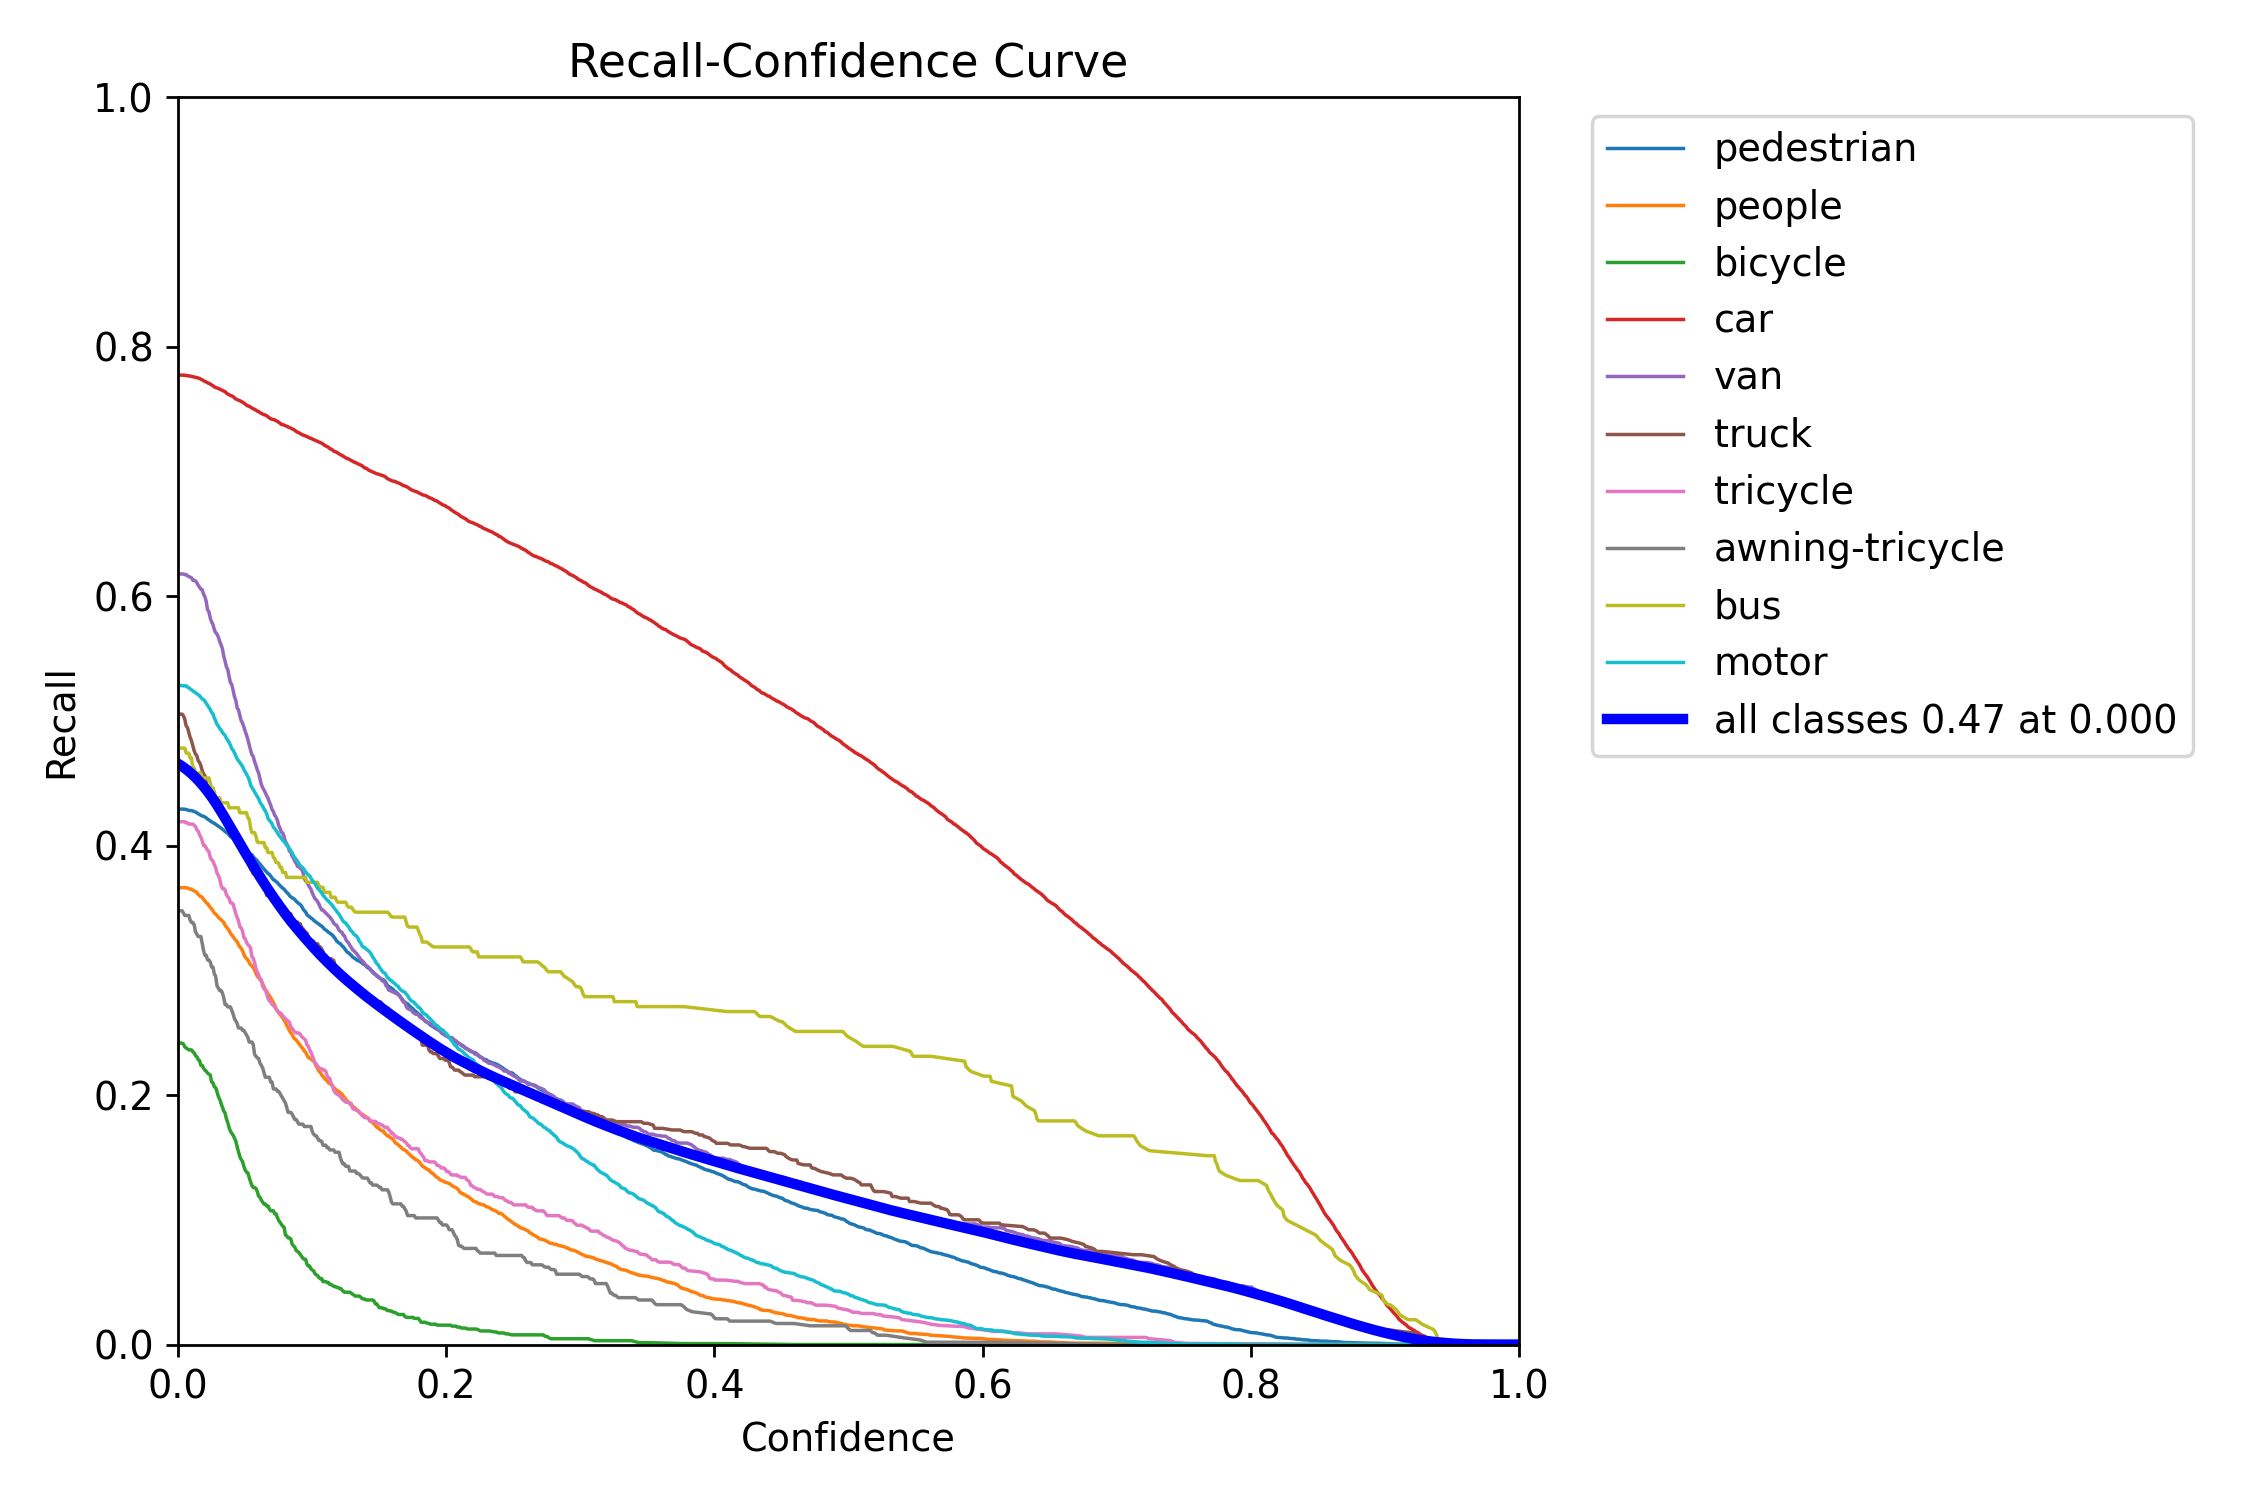 Recall-Confidence Curve
1.0
0.8
0.6
0.4
0.2
0.0
Recall
0.0 0.2 0.4 0.6 0.8 1.0
Confidence
pedestrian
people
bicycle
car
van
truck
tricycle
awning-tricycle
bus
motor
all classes 0.47 at 0.000